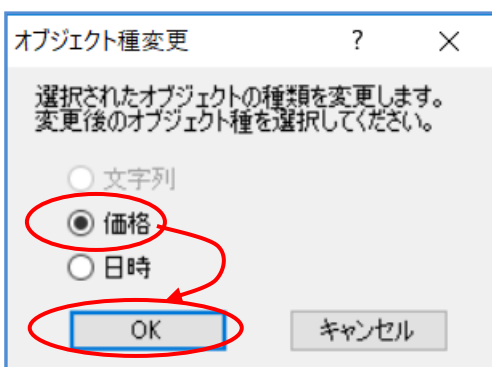 オブジェクト種変更
選択されたオブジェクトの種類を変更します。
変更後のオブジェクト種を選択してください。
文字列
価格
日時
OK キャンセル